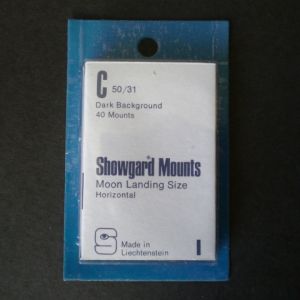 C 50/31
Dark Background
40 Mounts
Showgard Mounts
Moon Landing Size
Horizontal
S Made in
Liechtenstein